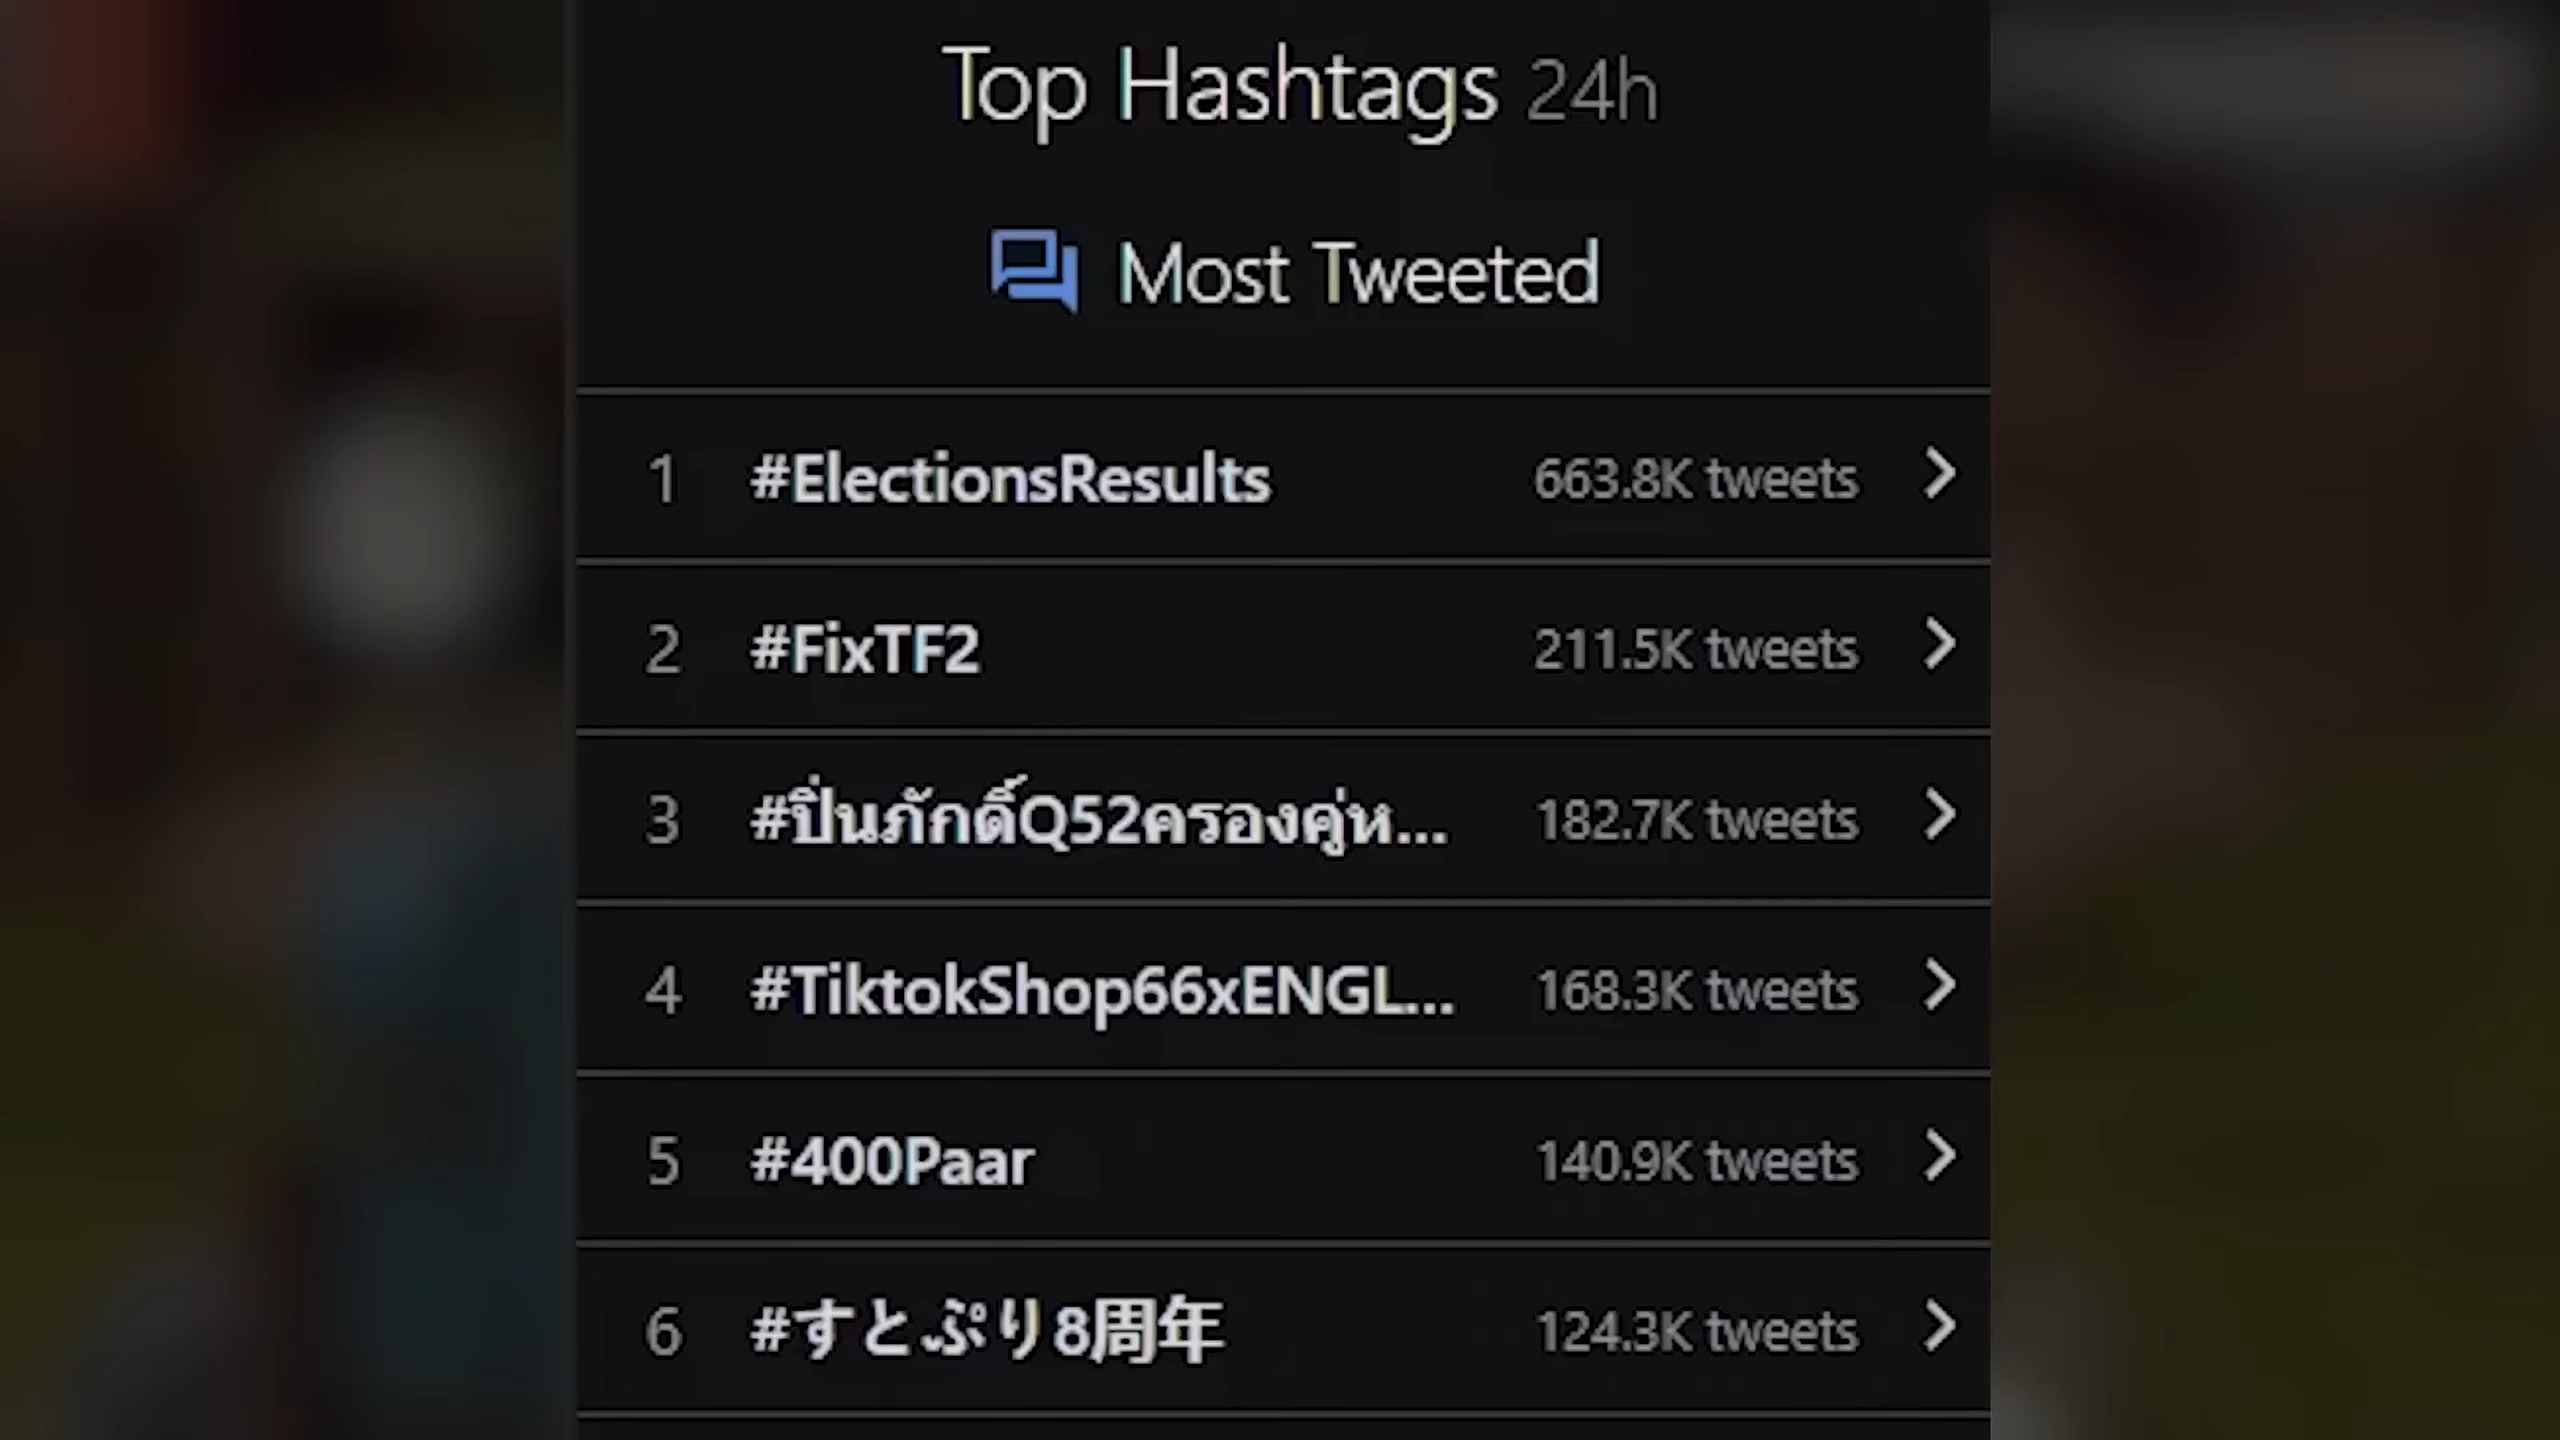 Top Hashtags 24h
Most Tweeted
1 #ElectionsResults 663.8K tweets
2 #FixTF2 211.5K tweets
3 #ปิ่นภักดิ์Q52ครองคู่ห... 182.7K tweets
4 #TiktokShop66xENGL... 168.3K tweets
5 #400Paar 140.9K tweets
6 #すとぷり8周年 124.3K tweets